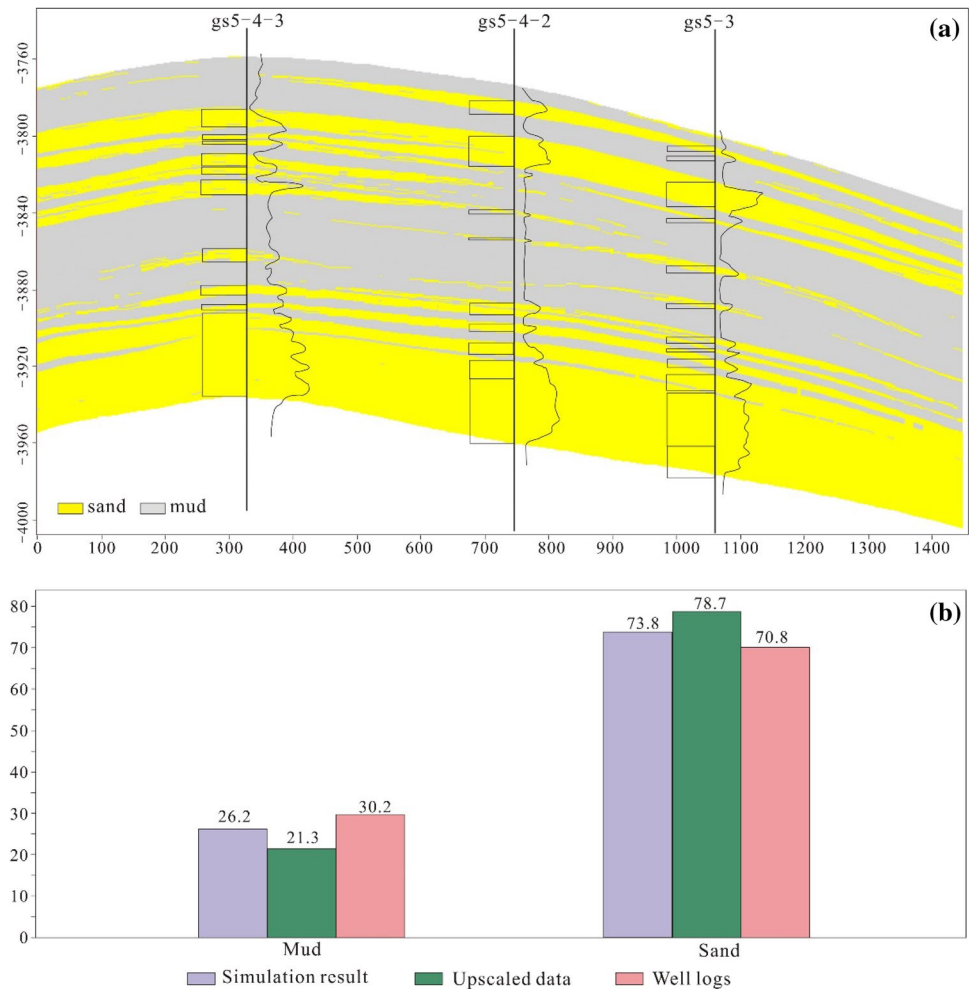 gs5-4-3 gs5-4-2 gs5-3 (a)
-3760
-3800
-3840
-3880
-3920
-3960
-4000
sand mud
0 100 200 300 400 500 600 700 800 900 1000 1100 1200 1300 1400
(b)
80
70
60
50
40
30
20
10
0
26.2 21.3 30.2 73.8 78.7 70.8
Mud Sand
Simulation result Upscaled data Well logs